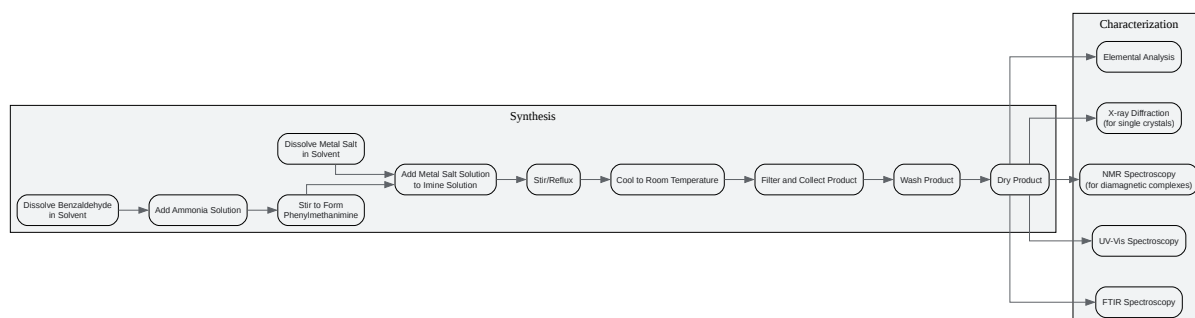 Characterization
Elemental Analysis
Synthesis
X-ray Diffraction
(for single crystals)
Dissolve Metal Salt
in Solvent
Add Metal Salt Solution
to Imine Solution
Stir/Reflux
Cool to Room Temperature
Filter and Collect Product
Wash Product
Dry Product
NMR Spectroscopy
(for diamagnetic complexes)
Dissolve Benzaldehyde
in Solvent
Add Ammonia Solution
Stir to Form
Phenylmethanimine
UV-Vis Spectroscopy
FTIR Spectroscopy